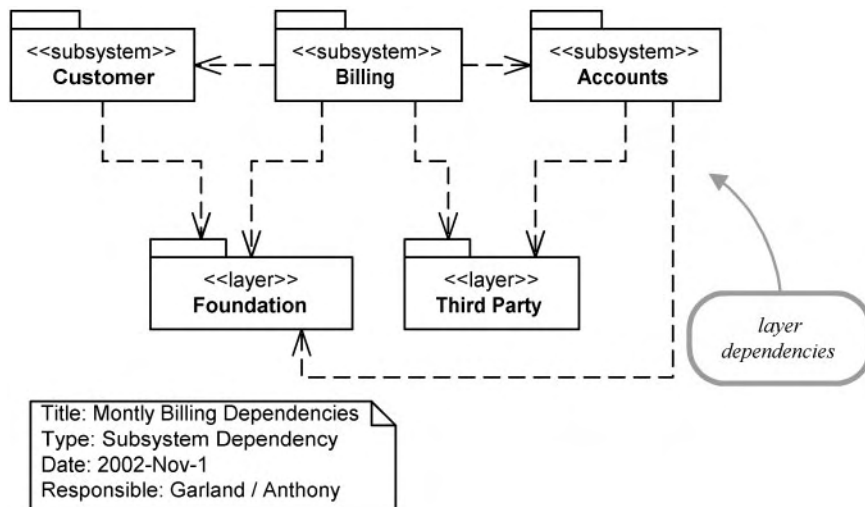 <<subsystem>>
Customer
<<subsystem>>
Billing
<<subsystem>>
Accounts
<<layer>>
Foundation
<<layer>>
Third Party
layer
dependencies
Title: Montly Billing Dependencies
Type: Subsystem Dependency
Date: 2002-Nov-1
Responsible: Garland / Anthony